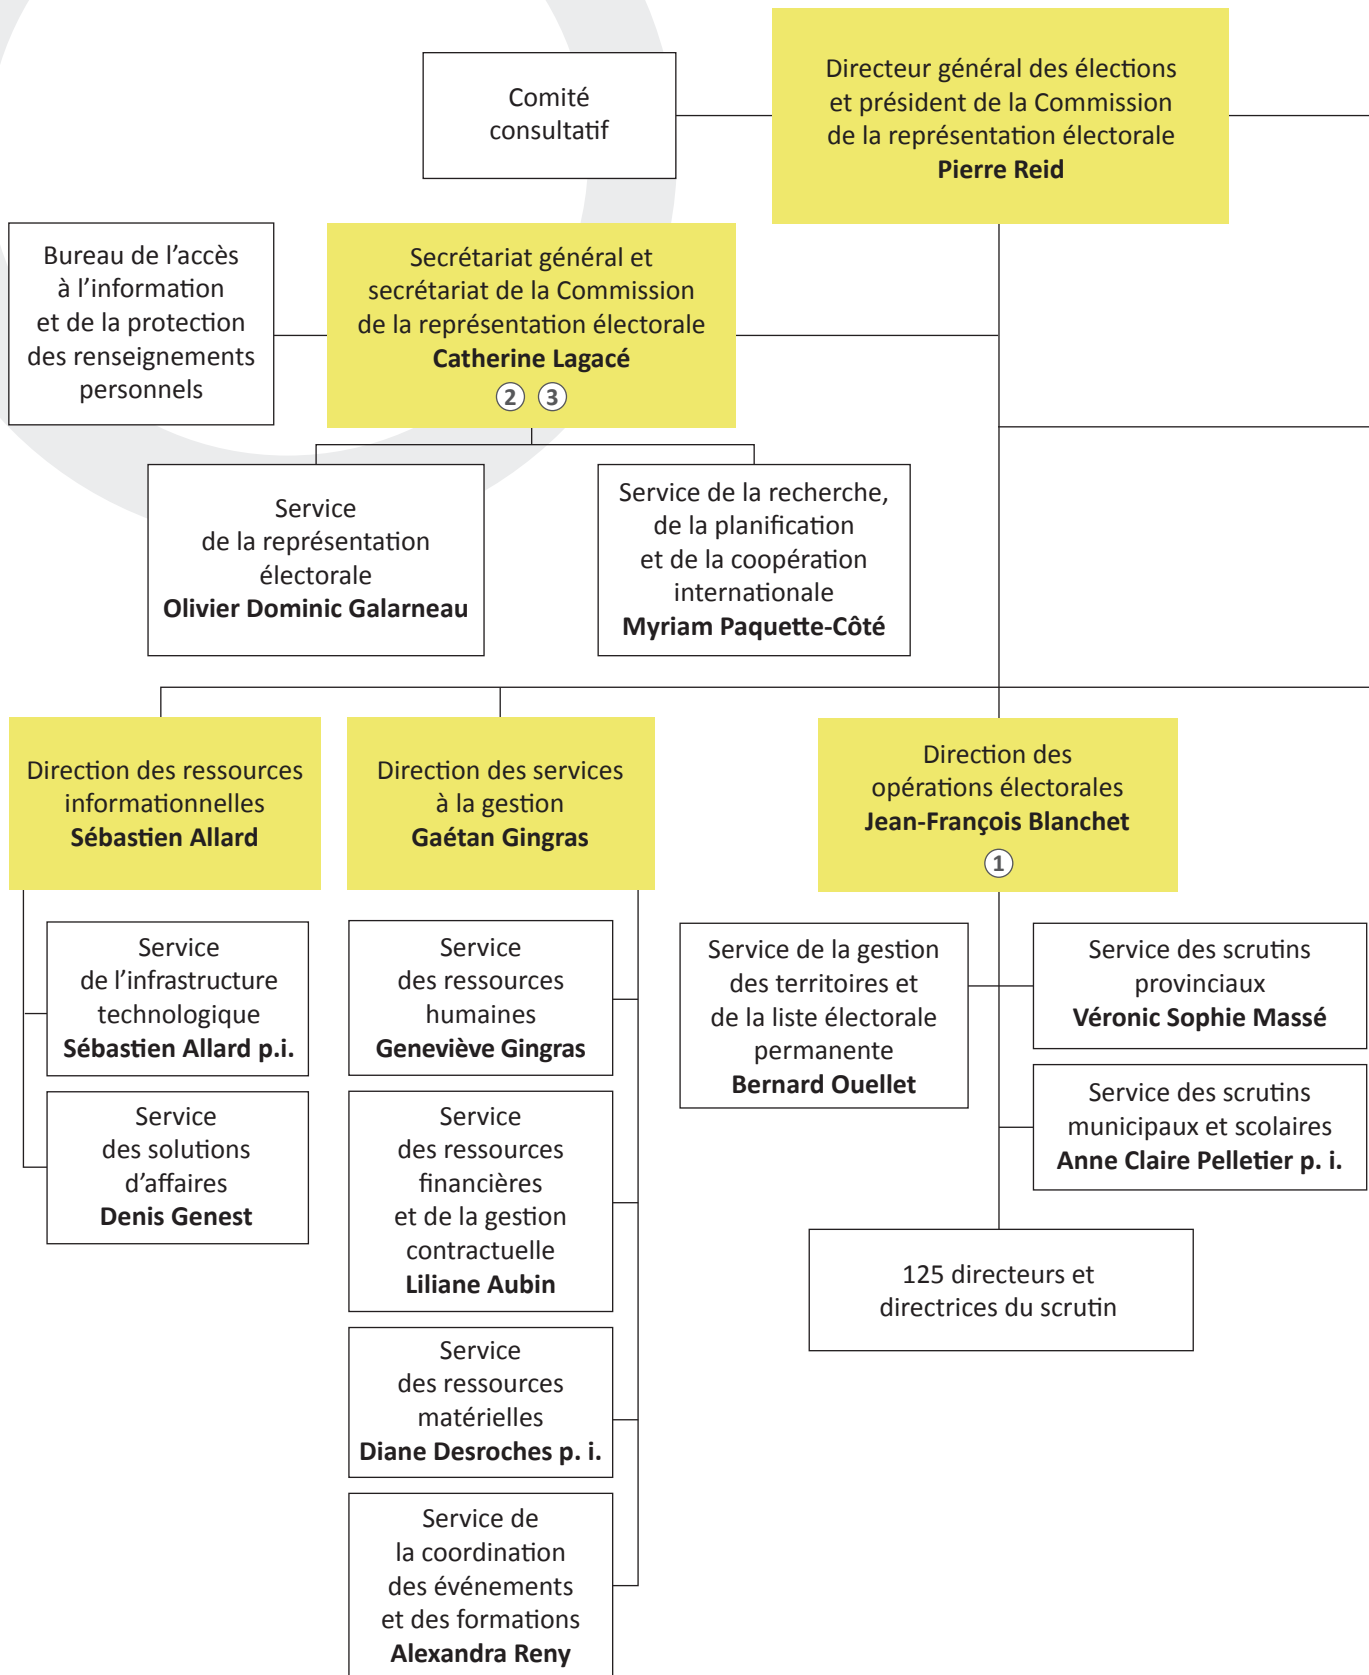 Directeur général des élections
et président de la Commission
de la représentation électorale
Pierre Reid
Comité
consultatif
Bureau de l’accès
à l’information
et de la protection
des renseignements
personnels
Secrétariat général et
secrétariat de la Commission
de la représentation électorale
Catherine Lagacé
2 3
Service
de la représentation
électorale
Olivier Dominic Galarneau
Service de la recherche,
de la planification
et de la coopération
internationale
Myriam Paquette-Côté
Direction des ressources
informationnelles
Sébastien Allard
Service
de l’infrastructure
technologique
Sébastien Allard p.i.
Service
des solutions
d’affaires
Denis Genest
Direction des services
à la gestion
Gaétan Gingras
Service
des ressources
humaines
Geneviève Gingras
Service
des ressources
financières
et de la gestion
contractuelle
Liliane Aubin
Service
des ressources
matérielles
Diane Desroches p. i.
Service de
la coordination
des événements
et des formations
Alexandra Reny
Direction des
opérations électorales
Jean-François Blanchet
1
Service de la gestion
des territoires et
de la liste électorale
permanente
Bernard Ouellet
Service des scrutins
provinciaux
Véronic Sophie Massé
Service des scrutins
municipaux et scolaires
Anne Claire Pelletier p. i.
125 directeurs et
directrices du scrutin